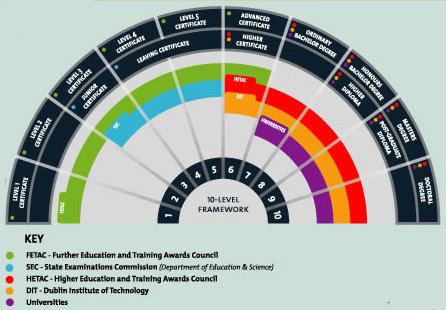 LEVEL 1
CERTIFICATE
LEVEL 2
CERTIFICATE
LEVEL 3
CERTIFICATE
JUNIOR
CERTIFICATE
LEVEL 4
CERTIFICATE
LEVEL 5
CERTIFICATE
LEAVING CERTIFICATE
ADVANCED
CERTIFICATE
HIGHER
CERTIFICATE
ORDINARY
BACHELOR DEGREE
HONOURS
BACHELOR DEGREE
HIGHER
DIPLOMA
MASTERS
DEGREE
POST-GRADUATE
DIPLOMA
DOCTORAL
DEGREE
FETAC
SEC
HETAC
DIT
UNIVERSITIES
1
2
3
4
5
6
7
8
9
10
10-LEVEL
FRAMEWORK
KEY
FETAC - Further Education and Training Awards Council
SEC - State Examinations Commission (Department of Education & Science)
HETAC - Higher Education and Training Awards Council
DIT - Dublin Institute of Technology
Universities